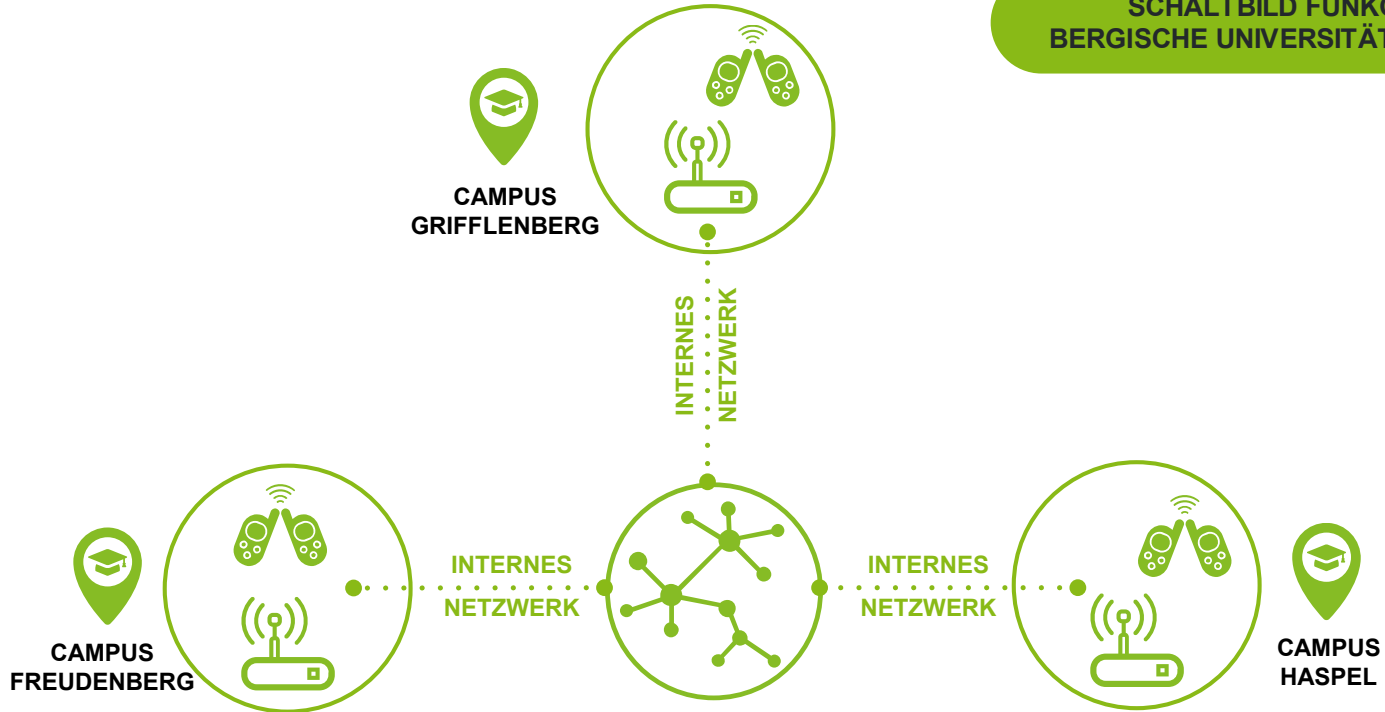 SCHALTBILD
BERGISCHE UNIVERSITÄT
CAMPUS
GRIFFLENBERG
INTERNES
NETZWERK
INTERNES
NETZWERK
INTERNES
NETZWERK
CAMPUS
FREUDENBERG
CAMPUS
HASPEL